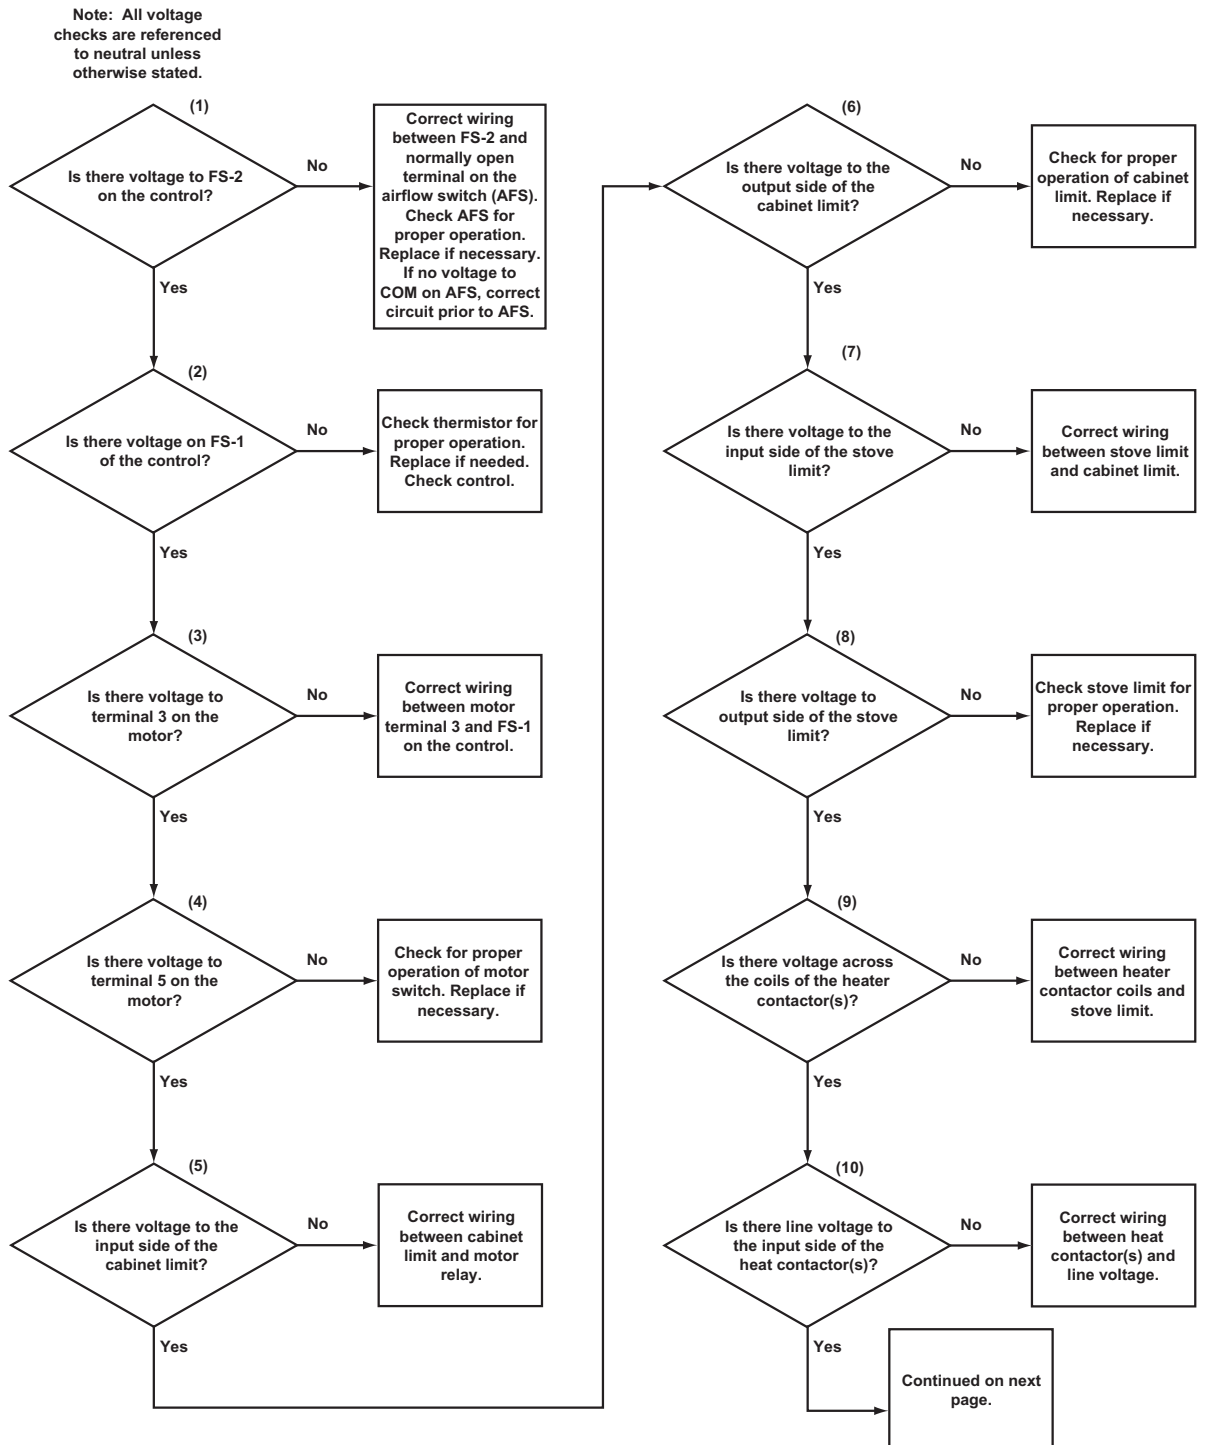 Note: All voltage
checks are referenced
to neutral unless
otherwise stated.
(1)
Is there voltage to FS-2
on the control?
No
Correct wiring
between FS-2 and
normally open
terminal on the
airflow switch (AFS).
Check AFS for
proper operation.
Replace if necessary.
If no voltage to
COM on AFS, correct
circuit prior to AFS.
Yes
(2)
Is there voltage on FS-1
of the control?
No
Check thermistor for
proper operation.
Replace if needed.
Check control.
Yes
(3)
Is there voltage to
terminal 3 on the
motor?
No
Correct wiring
between motor
terminal 3 and FS-1
on the control.
Yes
(4)
Is there voltage to
terminal 5 on the
motor?
No
Check for proper
operation of motor
switch. Replace if
necessary.
Yes
(5)
Is there voltage to the
input side of the
cabinet limit?
No
Correct wiring
between cabinet
limit and motor
relay.
Yes
(6)
Is there voltage to the
output side of the
cabinet limit?
No
Check for proper
operation of cabinet
limit. Replace if
necessary.
Yes
(7)
Is there voltage to the
input side of the stove
limit?
No
Correct wiring
between stove limit
and cabinet limit.
Yes
(8)
Is there voltage to
output side of the stove
limit?
No
Check stove limit for
proper operation.
Replace if
necessary.
Yes
(9)
Is there voltage across
the coils of the heater
contactor(s)?
No
Correct wiring
between heater
contactor coils and
stove limit.
Yes
(10)
Is there line voltage to
the input side of the
heat contactor(s)?
No
Correct wiring
between heat
contactor(s) and
line voltage.
Yes
Continued on next
page.